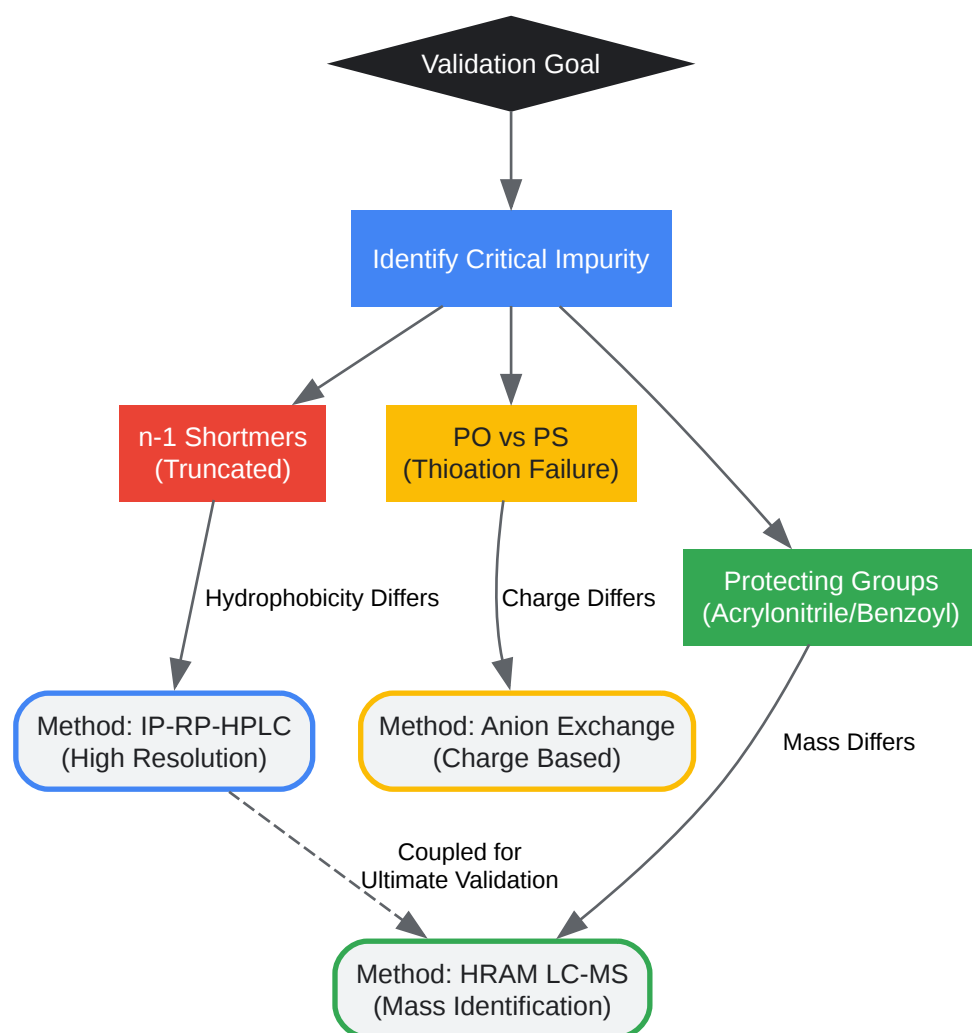 Validation Goal
Identify Critical Impurity
n-1 Shortmers
(Truncated)
PO vs PS
(Thioation Failure)
Protecting Groups
(Acrylonitrile/Benzoyl)
Hydrophobicity Differs
Charge Differs
Mass Differs
Method: IP-RP-HPLC
(High Resolution)
Method: Anion Exchange
(Charge Based)
Coupled for
Ultimate Validation
Method: HRAM LC-MS
(Mass Identification)